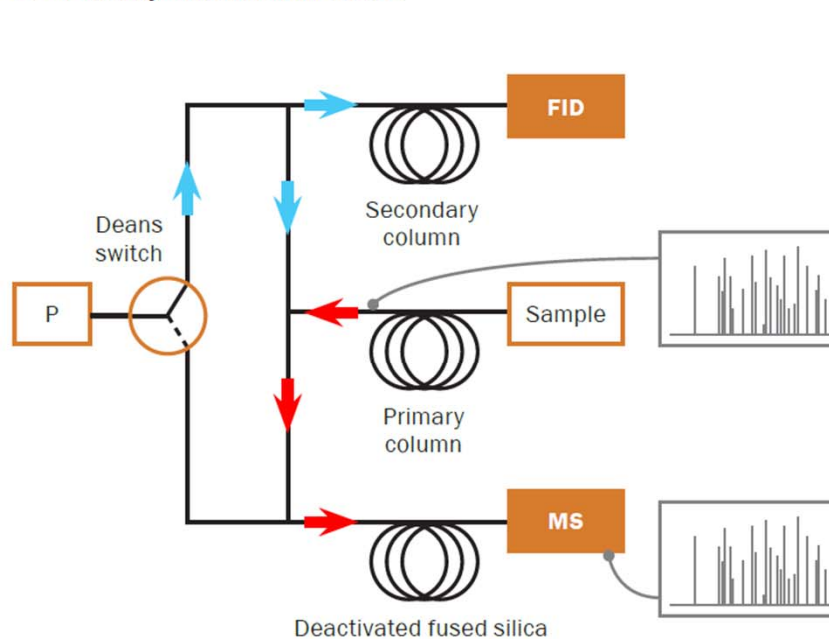 FID
Secondary
column
Deans
switch
P
Sample
Primary
column
MS
Deactivated fused silica